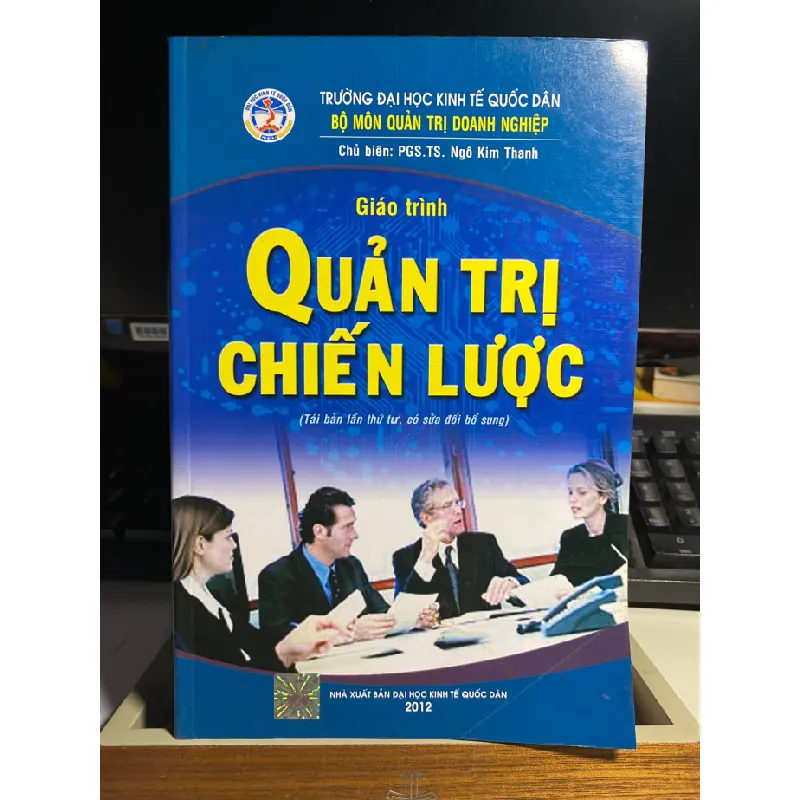 TRƯỜNG ĐẠI HỌC KINH TẾ QUỐC DÂN
BỘ MÔN QUẢN TRỊ DOANH NGHIỆP
Chủ biên: PGS.TS. Ngô Kim Thanh
Giáo trình
QUẢN TRỊ
CHIẾN LƯỢC
(Tái bản lần thứ tư, có sửa đổi bổ sung)
NHÀ XUẤT BẢN ĐẠI HỌC KINH TẾ QUỐC DÂN
2012